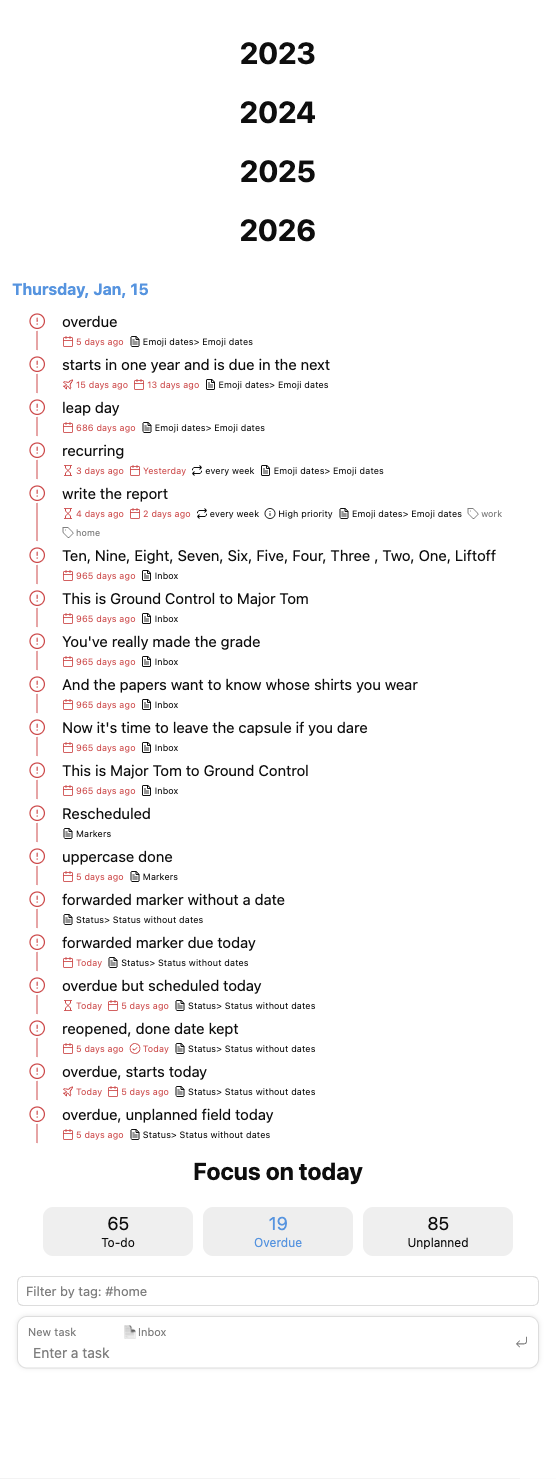 2023
2024
2025
2026
Thursday, Jan, 15
overdue
5 days ago Emoji dates> Emoji dates
starts in one year and is due in the next
15 days ago 13 days ago Emoji dates> Emoji dates
leap day
686 days ago Emoji dates> Emoji dates
recurring
3 days ago Yesterday every week Emoji dates> Emoji dates
write the report
4 days ago 2 days ago every week High priority Emoji dates> Emoji dates work
home
Ten, Nine, Eight, Seven, Six, Five, Four, Three , Two, One, Liftoff
965 days ago Inbox
This is Ground Control to Major Tom
965 days ago Inbox
You've really made the grade
965 days ago Inbox
And the papers want to know whose shirts you wear
965 days ago Inbox
Now it's time to leave the capsule if you dare
965 days ago Inbox
This is Major Tom to Ground Control
965 days ago Inbox
Rescheduled
Markers
uppercase done
5 days ago Markers
forwarded marker without a date
Status> Status without dates
forwarded marker due today
Today Status> Status without dates
overdue but scheduled today
Today 5 days ago Status> Status without dates
reopened, done date kept
5 days ago Today Status> Status without dates
overdue, starts today
Today 5 days ago Status> Status without dates
overdue, unplanned field today
5 days ago Status> Status without dates
Focus on today
65 19 85
To-do Overdue Unplanned
Filter by tag: #home
New task Inbox
Enter a task